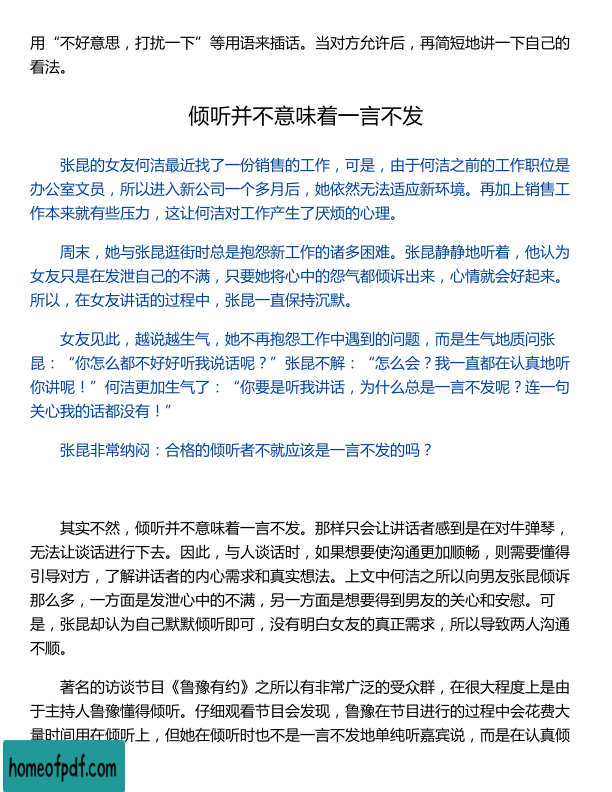 用“不好意思，打扰一下”等用语来插话。当对方允许后，再简短地讲一下自己的
看法。
倾听并不意味着一言不发
张昆的女友何洁最近找了一份销售的工作，可是，由于何洁之前的工作职位是
办公室文员，所以进入新公司一个多月后，她依然无法适应新环境。再加上销售工
作本来就有些压力，这让何洁对工作产生了厌烦的心理。
周末，她与张昆逛街时总是抱怨新工作的诸多困难。张昆静静地听着，他认为
女友只是在发泄自己的不满，只要她将心中的怨气都倾诉出来，心情就会好起来。
所以，在女友讲话的过程中，张昆一直保持沉默。
女友见此，越说越生气，她不再抱怨工作中遇到的问题，而是生气地质问张
昆：“你怎么都不好好听我说话呢？”张昆不解：“怎么会？我一直都在认真地听
你讲呢！”何洁更加生气了：“你要是听我讲话，为什么总是一言不发呢？连一句
关心我的话都没有！”
张昆非常纳闷：合格的倾听者不就应该是一言不发的吗？
其实不然，倾听并不意味着一言不发。那样只会让讲话者感到是在对牛弹琴，
无法让谈话进行下去。因此，与人谈话时，如果想要使沟通更加顺畅，则需要懂得
引导对方，了解讲话者的内心需求和真实想法。上文中何洁之所以向男友张昆倾诉
那么多，一方面是发泄心中的不满，另一方面是想要得到男友的关心和安慰。可
是，张昆却认为自己默默倾听即可，没有明白女友的真正需求，所以导致两人沟通
不顺。
著名的访谈节目《鲁豫有约》之所以有非常广泛的受众群，在很大程度上是由
于主持人鲁豫懂得倾听。仔细观看节目会发现，鲁豫在节目进行的过程中会花费大
量时间用在倾听上，但她在倾听时也不是一言不发地单纯听嘉宾说，而是在认真倾
homeofpdf.com